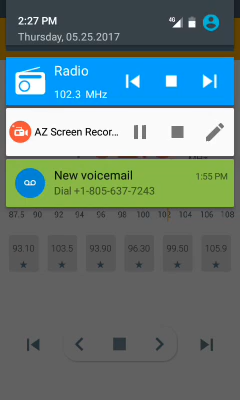 2:27 PM
4G
Thursday, 05.25.2017
Radio
102.3 MHz
AZ Screen Recor...
New voicemail
1:55 PM
Dial +1-805-637-7243
87.5 90 92 94 96 98 100 102 104 106 108
93.10 103.5 93.90 96.30 99.50 105.9